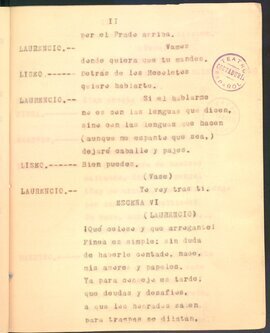 II
por el Prado arriba.
LAURENCIO.-- Vamos
donde quiera que tu mandes.
LISEO.------ Detrás de los Recoletos
quiero hablarte.
LAURENCIO.-- Si el hablarme
no es con las lenguas que dicen,
sino con las lenguas que hacen
(aunque me espante que sea,)
dejaré caballo y pajes.
LISEO.------ Bien puedes.
(Vase)
LAURENCIO.-- Yo voy tras ti.
ESCENA VI
(LAURENCIO)
¡Qué celoso y que arrogante!
Finea es simple; sin duda
de haberle contado, nace,
mis amores y papeles.
Ya para consejo es tarde;
que deudas y desafíos,
a que los honrados salen,
para trampas se dilatan,
TEATRO
ESPAÑOL